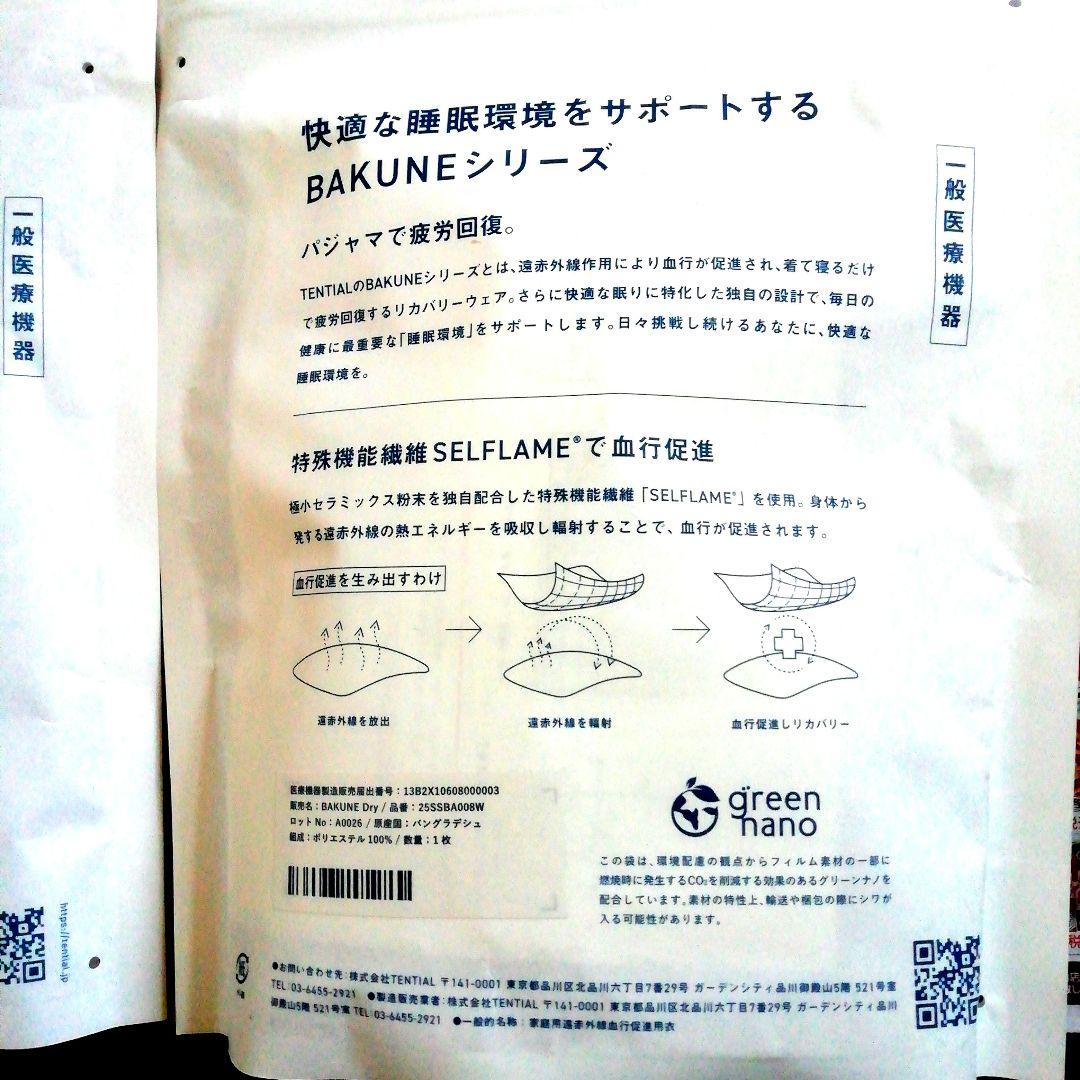 快適な睡眠環境をサポートする
BAKUNEシリーズ
パジャマで疲労回復。
TENTIALのBAKUNEシリーズとは、遠赤外線作用により血行が促進され、着て寝るだけ
で疲労回復するリカバリーウェア。さらに快適な眠りに特化した独自の設計で、毎日の
健康に最重要な「睡眠環境」をサポートします。日々挑戦し続けるあなたに、快適な
睡眠環境を。
特殊機能繊維SELFLAME®で血行促進
極小セラミックス粉末を独自配合した特殊機能繊維「SELFLAME®」を使用。身体から
発する遠赤外線の熱エネルギーを吸収し輻射することで、血行が促進されます。
血行促進を生み出すわけ
遠赤外線を放出
遠赤外線を輻射
血行促進しリカバリー
医療機器製造販売届出番号：13B2X10608000003
販売名：BAKUNE Dry / 品番：25SSBA008W
ロットNo：A0026 / 原産国：バングラデシュ
組成：ポリエステル100% / 数量：1枚
green
nano
この袋は、環境配慮の観点からフィルム素材の一部に
燃焼時に発生するCO₂を削減する効果のあるグリーンナノを
配合しています。素材の特性上、輸送や梱包の際にシワが
入る可能性があります。
●お問い合わせ先：株式会社TENTIAL 〒141-0001 東京都品川区北品川六丁目7番29号 ガーデンシティ品川御殿山5階 521号室
TEL:03-6455-2921 ●製造販売業者：株式会社TENTIAL 〒141-0001 東京都品川区北品川六丁目7番29号 ガーデンシティ品川
御殿山5階 521号室 TEL:03-6455-2921 ●一般的名称：家庭用遠赤外線血行促進用衣
一般医療機器
一般医療機器
https://tential.jp